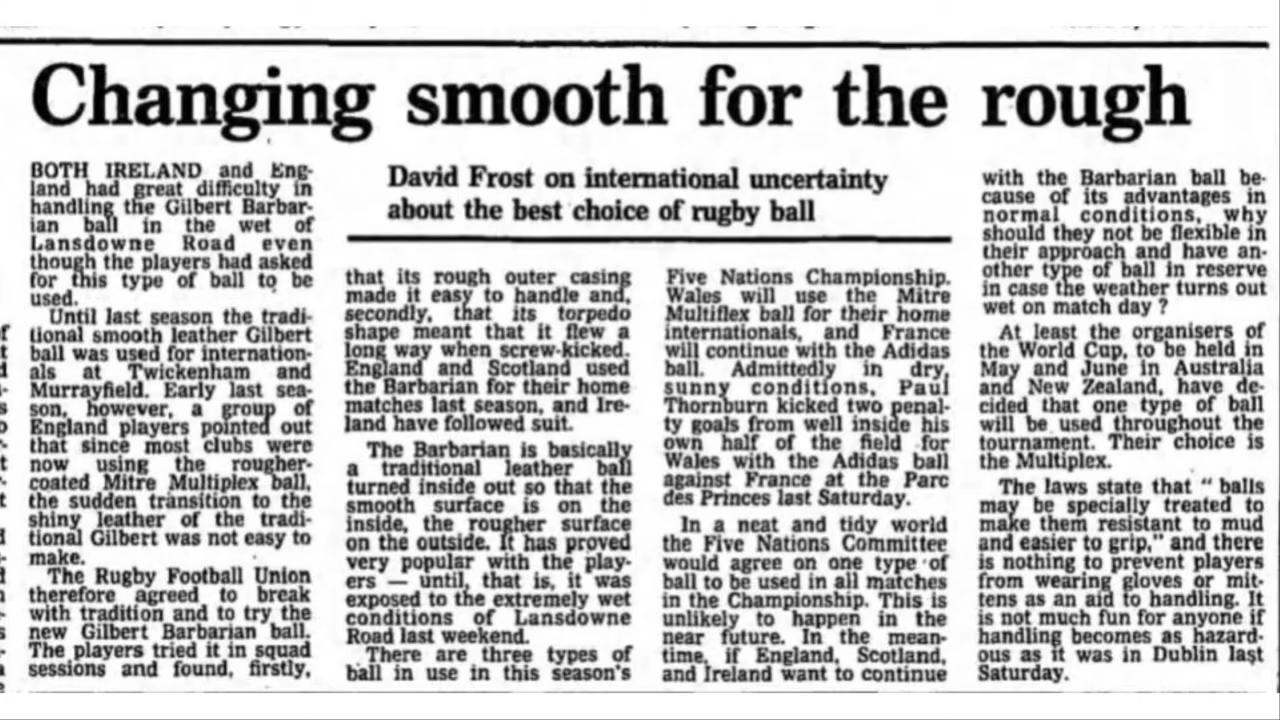 Changing smooth for the rough
David Frost on international uncertainty
about the best choice of rugby ball
BOTH IRELAND and Eng-
land had great difficulty in
handling the Gilbert Barbar-
ian ball in the wet of
Lansdowne Road even
though the players had asked
for this type of ball to be
used.
Until last season the tradi-
tional smooth leather Gilbert
ball was used for internation-
als at Twickenham and
Murrayfield. Early last sea-
son, however, a group of
England players pointed out
that since most clubs were
now using the rougher-
coated Mitre Multiplex ball,
the sudden transition to the
shiny leather of the tradi-
tional Gilbert was not easy to
make.
The Rugby Football Union
therefore agreed to break
with tradition and to try the
new Gilbert Barbarian ball.
The players tried it in squad
sessions and found, firstly,
that its rough outer casing
made it easy to handle and,
secondly, that its torpedo
shape meant that it flew a
long way when screw-kicked.
England and Scotland used
the Barbarian for their home
matches last season, and Ire-
land have followed suit.
The Barbarian is basically
a traditional leather ball
turned inside out so that the
smooth surface is on the
inside, the rougher surface
on the outside. It has proved
very popular with the play-
ers — until, that is, it was
exposed to the extremely wet
conditions of Lansdowne
Road last weekend.
There are three types of
ball in use in this season's
Five Nations Championship.
Wales will use the Mitre
Multiflex ball for their home
internationals, and France
will continue with the Adidas
ball. Admittedly in dry,
sunny conditions, Paul
Thornburn kicked two penal-
ty goals from well inside his
own half of the field for
Wales with the Adidas ball
against France at the Parc
des Princes last Saturday.
In a neat and tidy world
the Five Nations Committee
would agree on one type of
ball to be used in all matches
in the Championship. This is
unlikely to happen in the
near future. In the mean-
time, if England, Scotland,
and Ireland want to continue
with the Barbarian ball be-
cause of its advantages in
normal conditions, why
should they not be flexible in
their approach and have an-
other type of ball in reserve
in case the weather turns out
wet on match day ?
At least the organisers of
the World Cup, to be held in
May and June in Australia
and New Zealand, have de-
cided that one type of ball
will be used throughout the
tournament. Their choice is
the Multiplex.
The laws state that " balls
may be specially treated to
make them resistant to mud
and easier to grip," and there
is nothing to prevent players
from wearing gloves or mit-
tens as an aid to handling. It
is not much fun for anyone if
handling becomes as hazard-
ous as it was in Dublin last
Saturday.